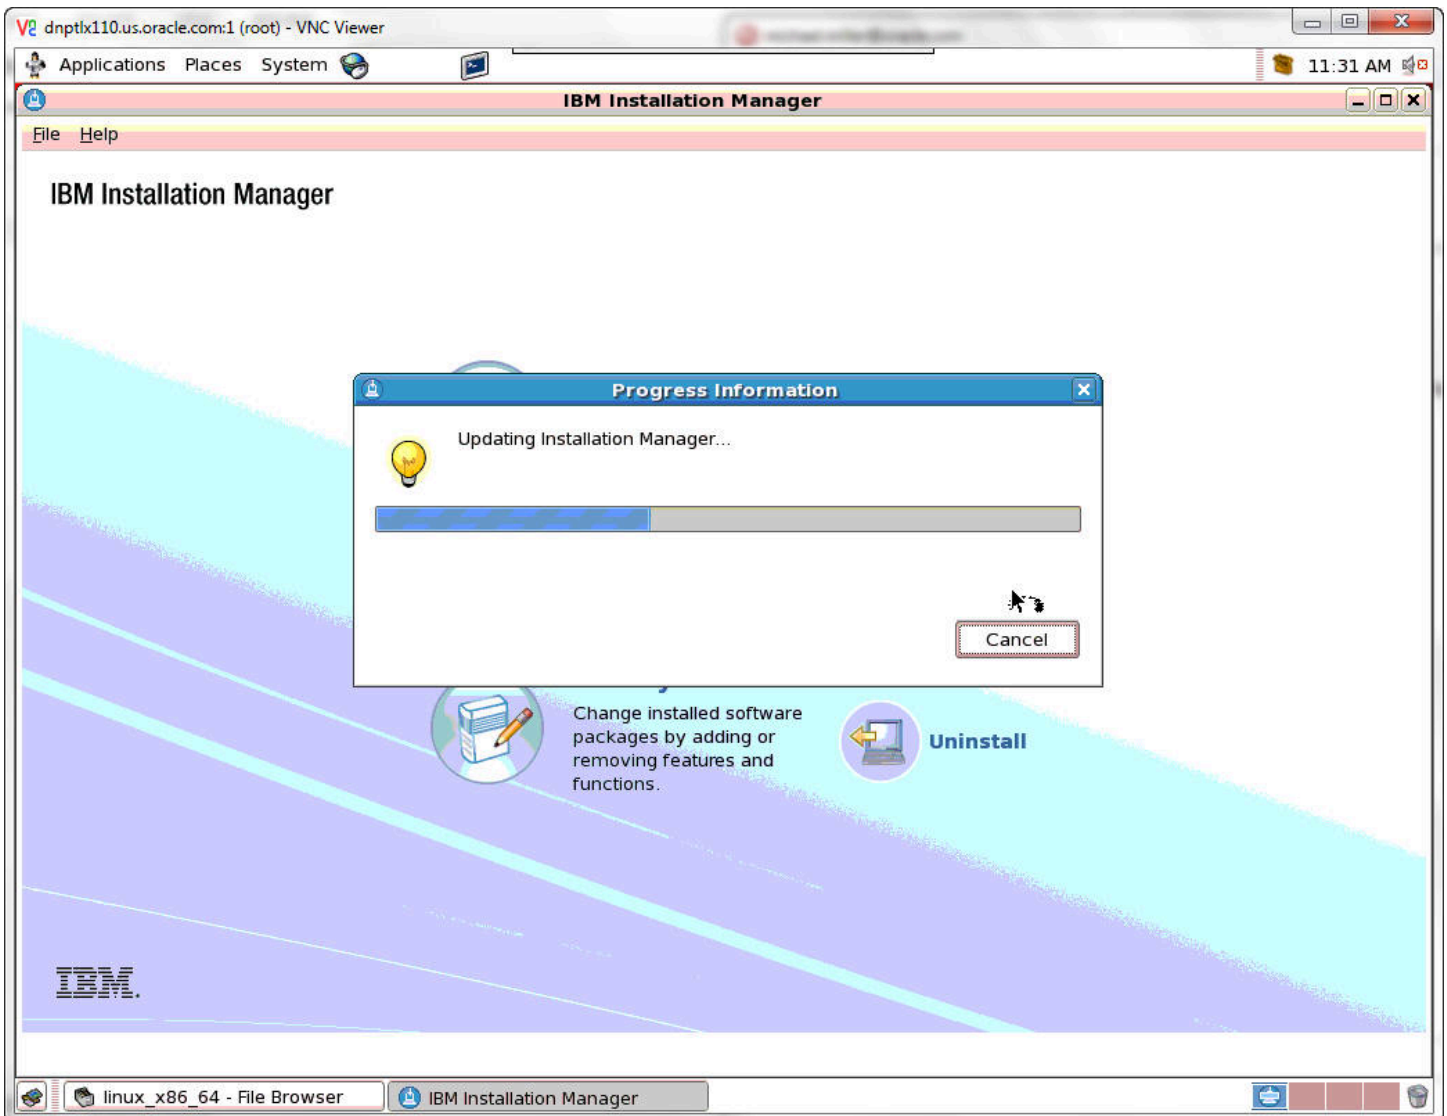 dnptlx110.us.oracle.com:1 (root) - VNC Viewer
Applications Places System
11:31 AM
IBM Installation Manager
File Help
IBM Installation Manager
Progress Information
Updating Installation Manager...
Cancel
Change installed software
packages by adding or
removing features and
functions.
Uninstall
IBM.
linux_x86_64 - File Browser
IBM Installation Manager